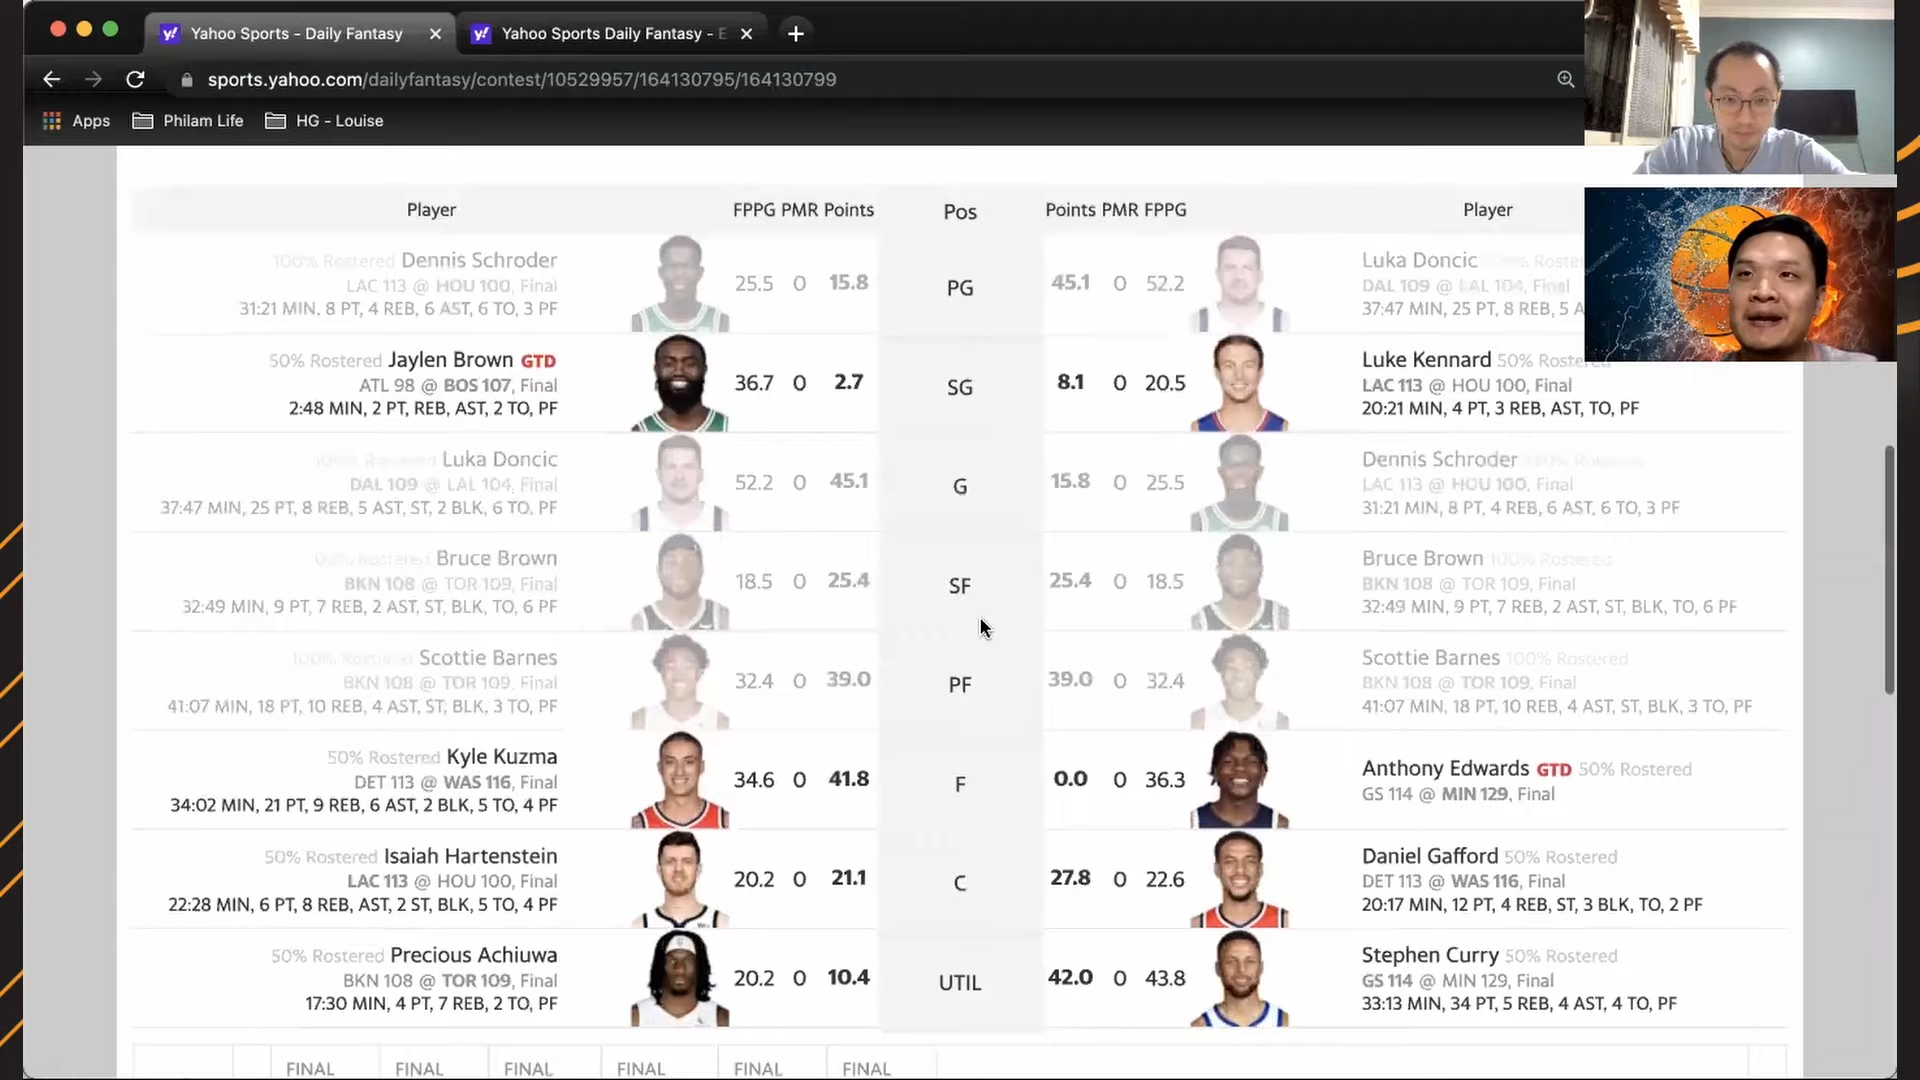 Yahoo Sports - Daily Fantasy
Yahoo Sports Daily Fantasy - E
sports.yahoo.com/dailyfantasy/contest/10529957/164130795/164130799
Apps
Philam Life
HG - Louise
Player FPPG PMR Points Pos Points PMR FPPG Player
100% Rostered Dennis Schroder
LAC 113 @ HOU 100, Final
31:21 MIN, 8 PT, 4 REB, 6 AST, 6 TO, 3 PF
25.5 0 15.8
PG
45.1 0 52.2
Luka Doncic
DAL 109 @ LAL 104, Final
37:47 MIN, 25 PT, 8 REB, 5 A
50% Rostered Jaylen Brown GTD
ATL 98 @ BOS 107, Final
2:48 MIN, 2 PT, REB, AST, 2 TO, PF
36.7 0 2.7
SG
8.1 0 20.5
Luke Kennard 50% Roste
LAC 113 @ HOU 100, Final
20:21 MIN, 4 PT, 3 REB, AST, TO, PF
Luka Doncic
DAL 109 @ LAL 104, Final
37:47 MIN, 25 PT, 8 REB, 5 AST, ST, 2 BLK, 6 TO, PF
52.2 0 45.1
G
15.8 0 25.5
Dennis Schroder
LAC 113 @ HOU 100, Final
31:21 MIN, 8 PT, 4 REB, 6 AST, 6 TO, 3 PF
Bruce Brown
BKN 108 @ TOR 109, Final
32:49 MIN, 9 PT, 7 REB, 2 AST, ST, BLK, TO, 6 PF
18.5 0 25.4
SF
25.4 0 18.5
Bruce Brown 100% Rostered
BKN 108 @ TOR 109, Final
32:49 MIN, 9 PT, 7 REB, 2 AST, ST, BLK, TO, 6 PF
100% Rostered Scottie Barnes
BKN 108 @ TOR 109, Final
41:07 MIN, 18 PT, 10 REB, 4 AST, ST, BLK, 3 TO, PF
32.4 0 39.0
PF
39.0 0 32.4
Scottie Barnes 100% Rostered
BKN 108 @ TOR 109, Final
41:07 MIN, 18 PT, 10 REB, 4 AST, ST, BLK, 3 TO, PF
50% Rostered Kyle Kuzma
DET 113 @ WAS 116, Final
34:02 MIN, 21 PT, 9 REB, 6 AST, 2 BLK, 5 TO, 4 PF
34.6 0 41.8
F
0.0 0 36.3
Anthony Edwards GTD 50% Rostered
GS 114 @ MIN 129, Final
50% Rostered Isaiah Hartenstein
LAC 113 @ HOU 100, Final
22:28 MIN, 6 PT, 8 REB, AST, 2 ST, BLK, 5 TO, 4 PF
20.2 0 21.1
C
27.8 0 22.6
Daniel Gafford 50% Rostered
DET 113 @ WAS 116, Final
20:17 MIN, 12 PT, 4 REB, ST, 3 BLK, TO, 2 PF
50% Rostered Precious Achiuwa
BKN 108 @ TOR 109, Final
17:30 MIN, 4 PT, 7 REB, 2 TO, PF
20.2 0 10.4
UTIL
42.0 0 43.8
Stephen Curry 50% Rostered
GS 114 @ MIN 129, Final
33:13 MIN, 34 PT, 5 REB, 4 AST, 4 TO, PF
FINAL FINAL FINAL FINAL FINAL FINAL